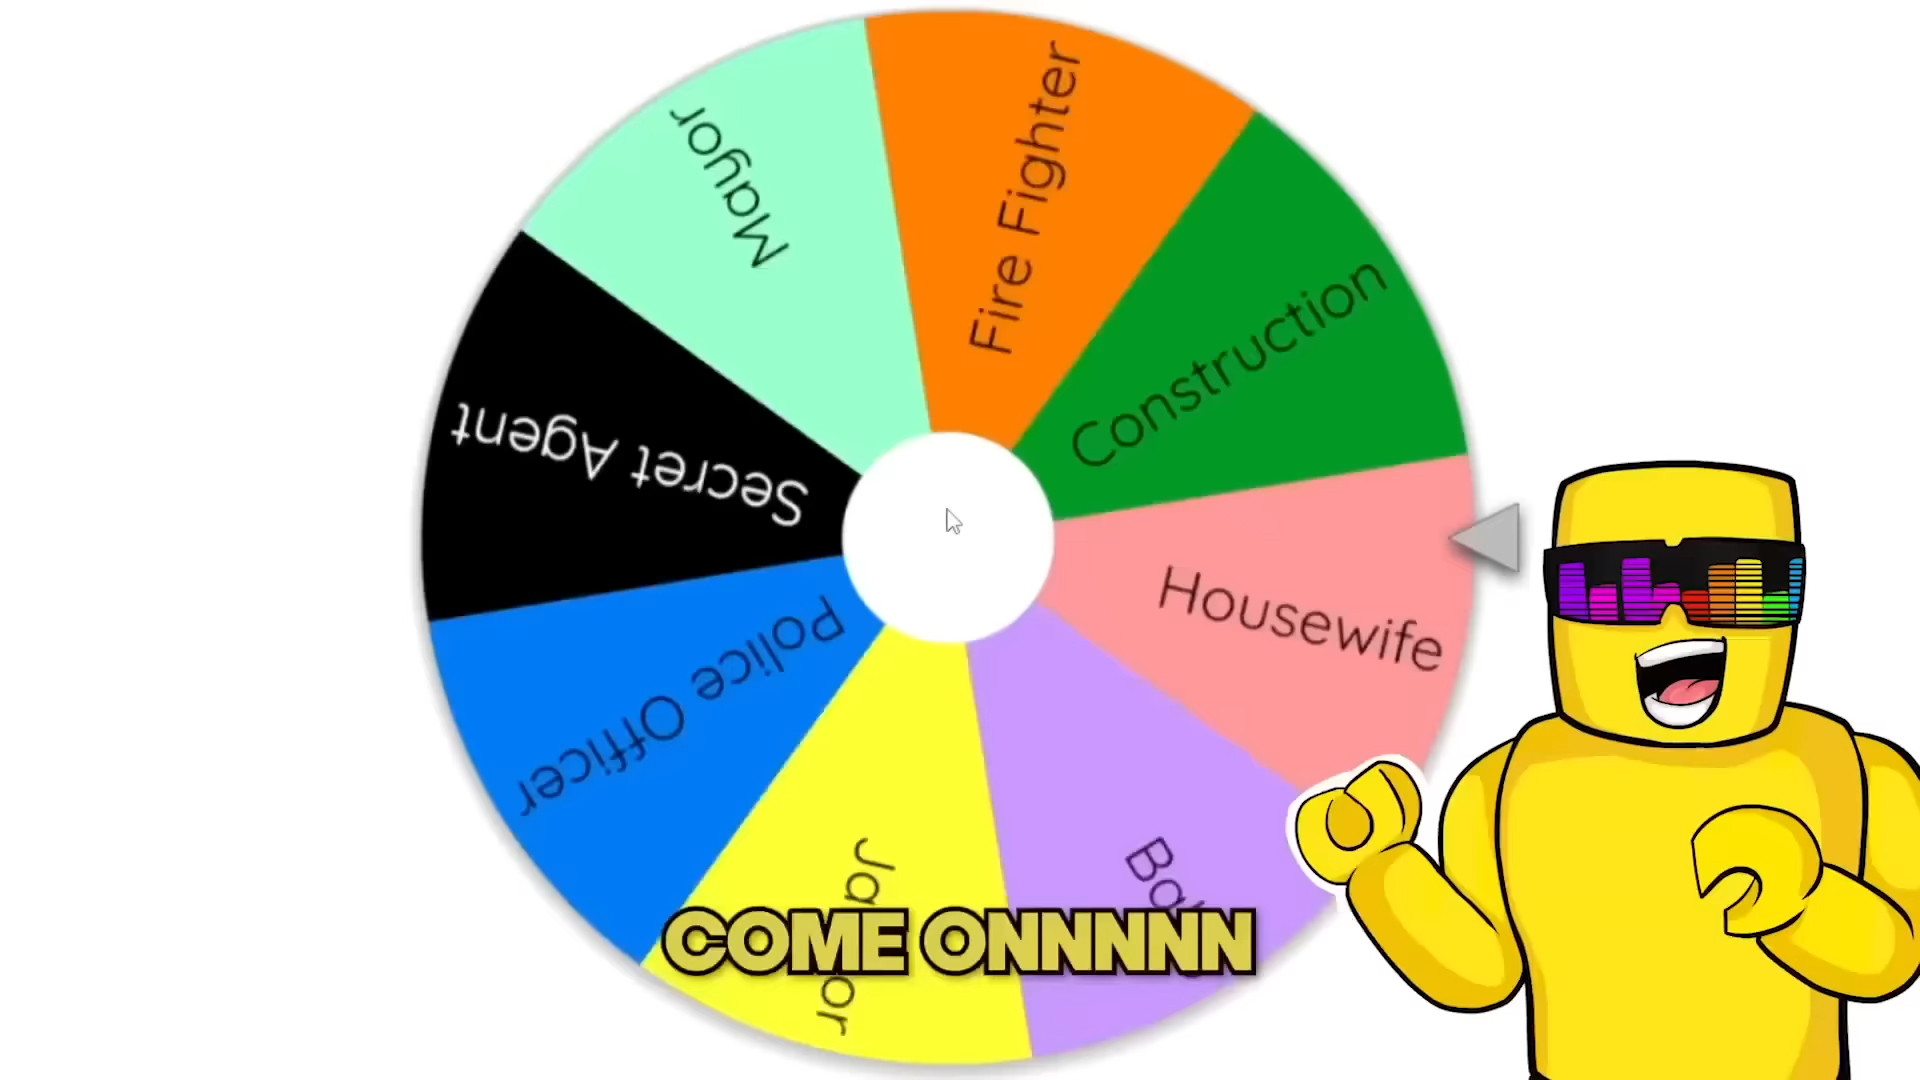 Mayor
Fire Fighter
Construction
Secret Agent
Housewife
Police Officer
COME ONNNNN